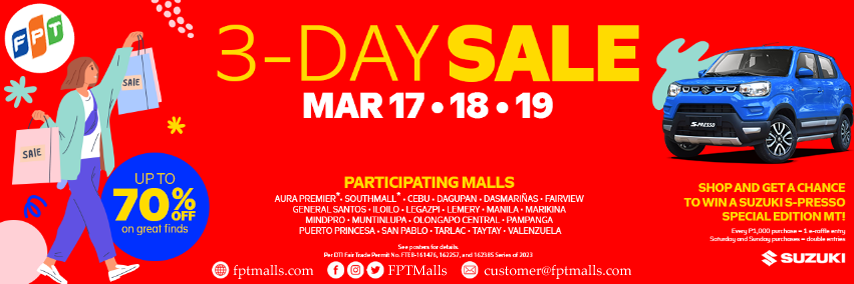 FPT
3-DAY SALE
MAR 17 • 18 • 19
SALE
SALE
UP TO
70% OFF
on great finds
PARTICIPATING MALLS
AURA PREMIER* • SOUTHMALL* • CEBU • DAGUPAN • DASMARIÑAS • FAIRVIEW
GENERAL SANTOS • ILOILO • LEGAZPI • LEMERY • MANILA • MARIKINA
MINDPRO • MUNTINLUPA • OLONGAPO CENTRAL • PAMPANGA
PUERTO PRINCESA • SAN PABLO • TARLAC • TAYTAY • VALENZUELA
See posters for details.
Per DTI Fair Trade Permit No. FTEB-161476, 162257, and 162385 Series of 2023
fptmalls.com FPTMalls customer@fptmalls.com
S-PRESSO
SHOP AND GET A CHANCE
TO WIN A SUZUKI S-PRESSO
SPECIAL EDITION MT!
Every P1,000 purchase = 1 e-raffle entry
Saturday and Sunday purchases = double entries
SUZUKI